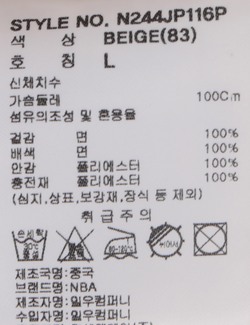 STYLE NO. N244JP116P
색 상 BEIGE(83)
호 칭 L
신체치수
가슴둘레 100Cm
섬유의조성 및 혼용율
겉감 면 100%
배색 면 100%
안감 폴리에스터 100%
충전재 폴리에스터 100%
(심지,상표,보강재,장식 등 제외)
취 급 주 의
손세탁
제조국명:중국
브랜드명:NBA
제조자명:일우컴퍼니
수입자명:일우컴퍼니